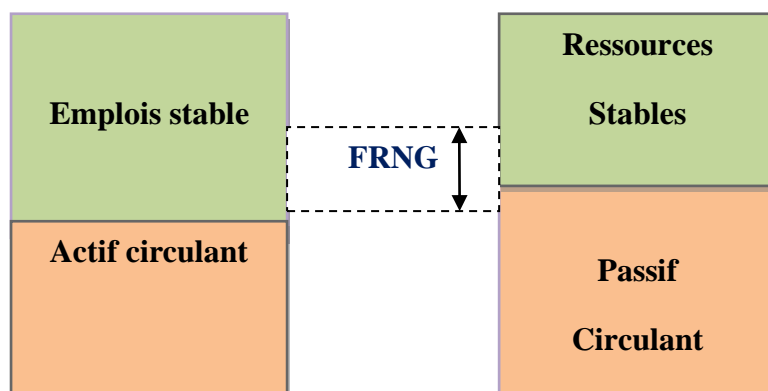 Emplois stable
Actif circulant
FRNG
Ressources
Stables
Passif
Circulant